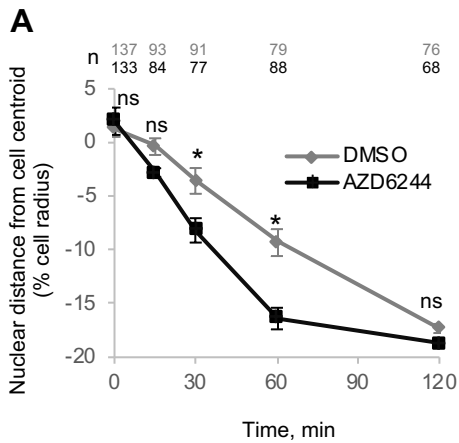 A
n 137 93 91 79 76
133 84 77 88 68
5
0
-5
-10
-15
-20
ns
ns
*
*
ns
DMSO
AZD6244
0 30 60 90 120
Nuclear distance from cell centroid
(% cell radius)
Time, min